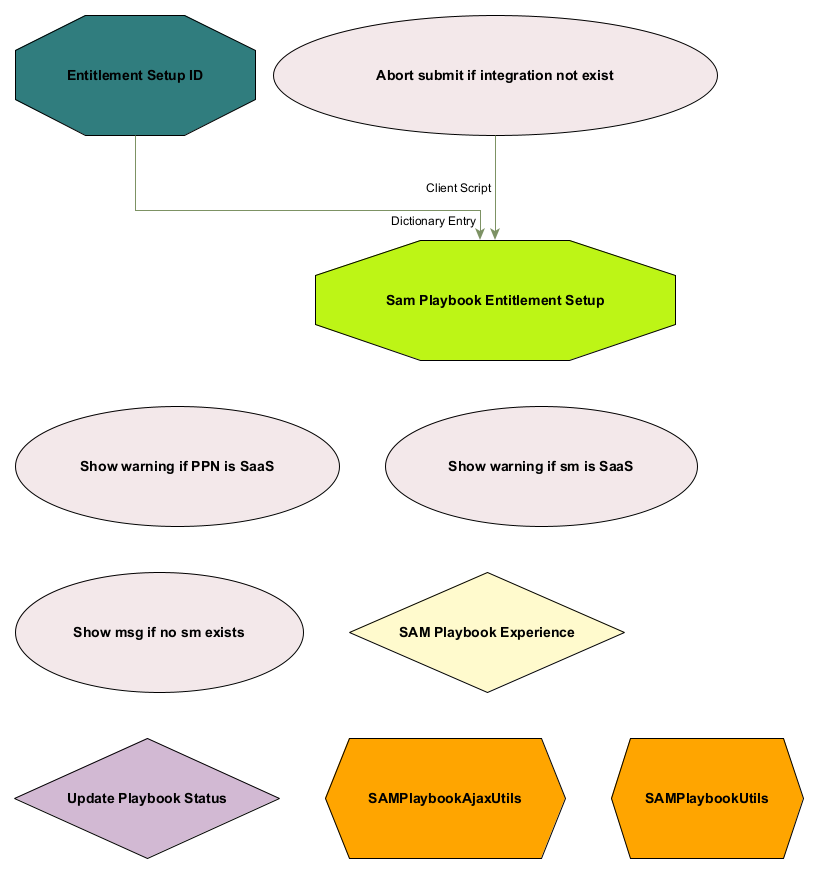 Entitlement Setup ID
Abort submit if integration not exist
Client Script
Dictionary Entry
Sam Playbook Entitlement Setup
Show warning if PPN is SaaS
Show warning if sm is SaaS
Show msg if no sm exists
SAM Playbook Experience
Update Playbook Status
SAMPlaybookAjaxUtils
SAMPlaybookUtils